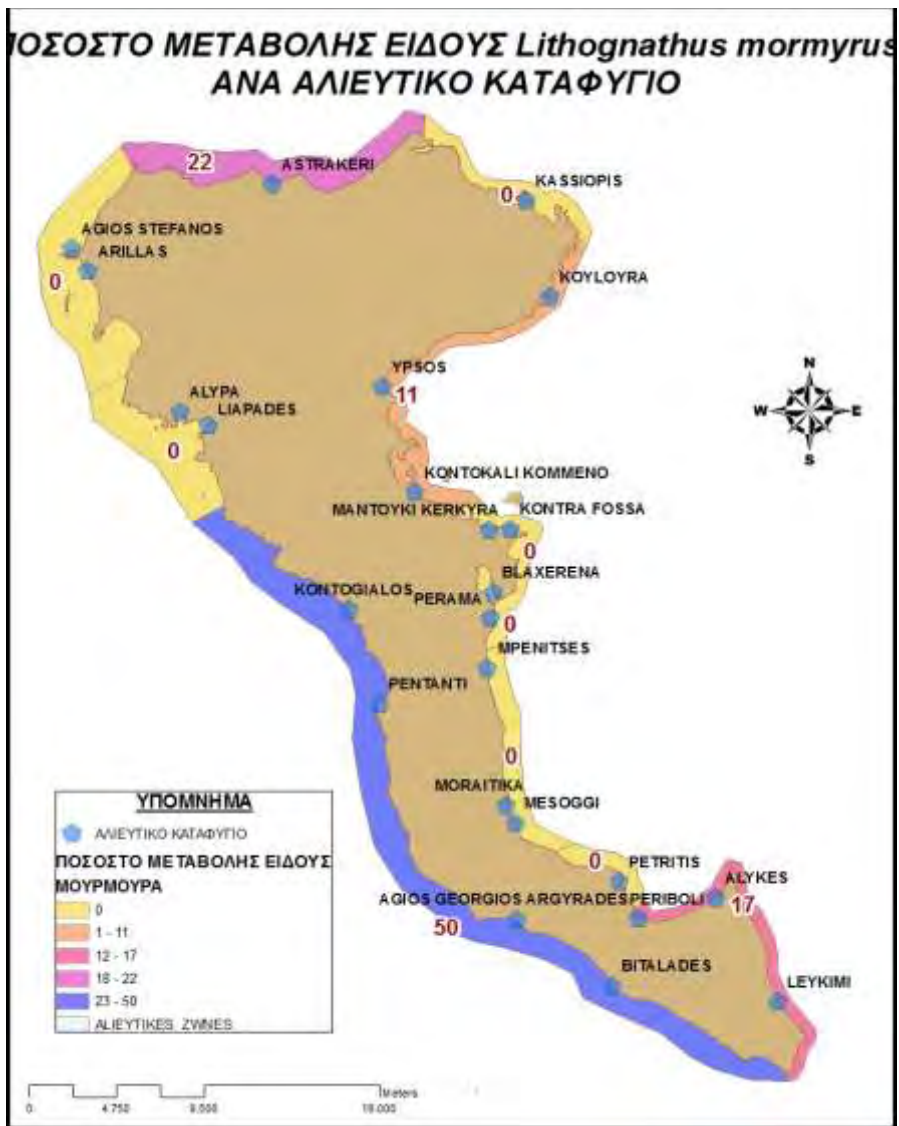 ΠΟΣΟΣΤΟ ΜΕΤΑΒΟΛΗΣ ΕΙΔΟΥΣ Lithognathus mormyrus
ΑΝΑ ΑΛΙΕΥΤΙΚΟ ΚΑΤΑΦΥΓΙΟ
22
ASTRAKERI
KASSIOPIS
0
AGIOS STEFANOS
ARILLAS
0
KOYLOYRA
YPSOS
11
ALYPA
LIAPADES
0
N
W
E
S
KONTOKALI KOMMENO
MANTOYKI KERKYRA
KONTRA FOSSA
0
BLAXERENA
KONTOGIALOS
PERAMA
0
MPENITSES
PENTANTI
0
MORAITIKA
MESOGGI
0
PETRITIS
ALYKES
17
AGIOS GEORGIOS ARGYRADES
PERIBOLI
50
BITALADES
LEYKIMI
ΥΠΟΜΝΗΜΑ
ΑΛΙΕΥΤΙΚΟ ΚΑΤΑΦΥΓΙΟ
ΠΟΣΟΣΤΟ ΜΕΤΑΒΟΛΗΣ ΕΙΔΟΥΣ
ΜΟΥΡΜΟΥΡΑ
0
1 - 11
12 - 17
18 - 22
23 - 50
ALIEYTIKES_ZWNES
Meters
0 4.750 9.500 19.000